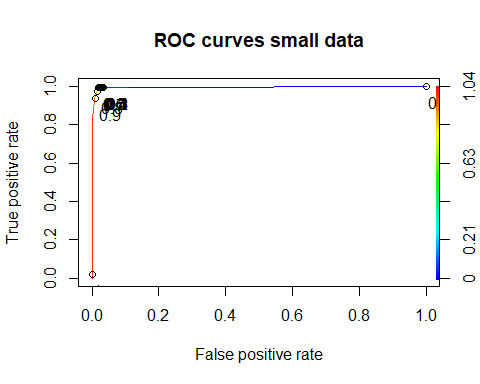 ROC curves small data
True positive rate
0.0 0.2 0.4 0.6 0.8 1.0
0.9
0
0 0.21 0.63 1.04
0.0 0.2 0.4 0.6 0.8 1.0
False positive rate